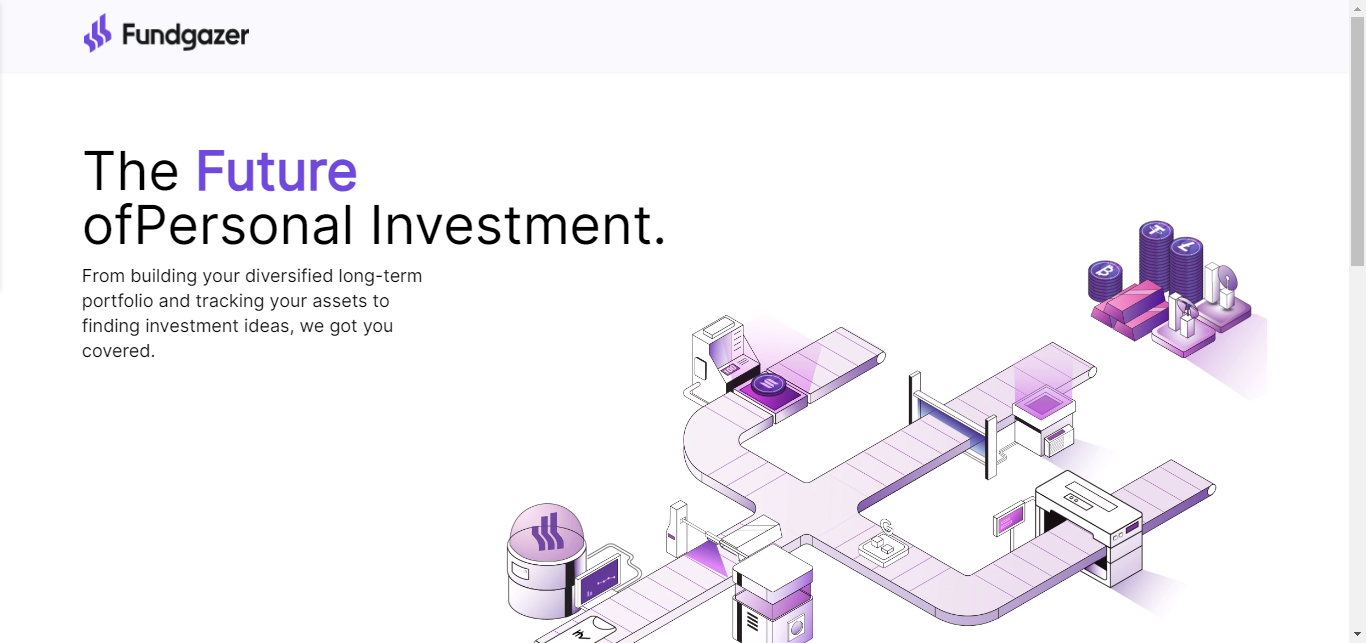 Fundgazer
The Future
ofPersonal Investment.
From building your diversified long-term
portfolio and tracking your assets to
finding investment ideas, we got you
covered.